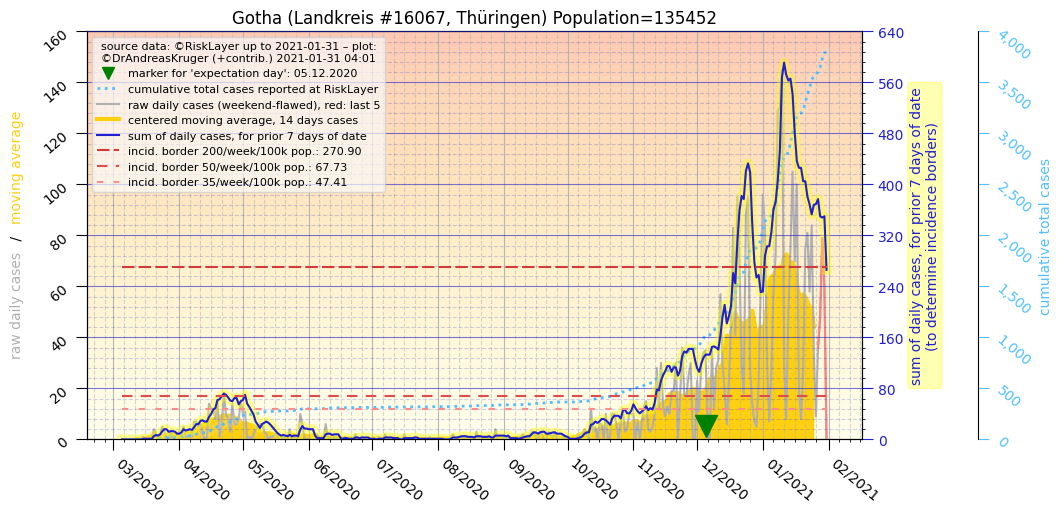 Gotha (Landkreis #16067, Thüringen) Population=135452
source data: ©RiskLayer up to 2021-01-31 – plot:
©DrAndreasKruger (+contrib.) 2021-01-31 04:01
marker for 'expectation day': 05.12.2020
cumulative total cases reported at RiskLayer
raw daily cases (weekend-flawed), red: last 5
centered moving average, 14 days cases
sum of daily cases, for prior 7 days of date
incid. border 200/week/100k pop.: 270.90
incid. border 50/week/100k pop.: 67.73
incid. border 35/week/100k pop.: 47.41
raw daily cases / moving average
160
140
120
100
80
60
40
20
0
03/2020
04/2020
05/2020
06/2020
07/2020
08/2020
09/2020
10/2020
11/2020
12/2020
01/2021
02/2021
640
560
480
400
320
240
160
80
0
sum of daily cases, for prior 7 days of date
(to determine incidence borders)
4,000
3,500
3,000
2,500
2,000
1,500
1,000
500
0
cumulative total cases